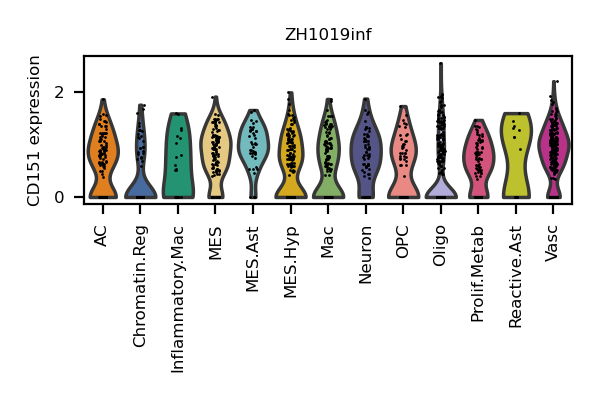 ZH1019inf
CD151 expression
2
0
AC
Chromatin.Reg
Inflammatory.Mac
MES
MES.Ast
MES.Hyp
Mac
Neuron
OPC
Oligo
Prolif.Metab
Reactive.Ast
Vasc